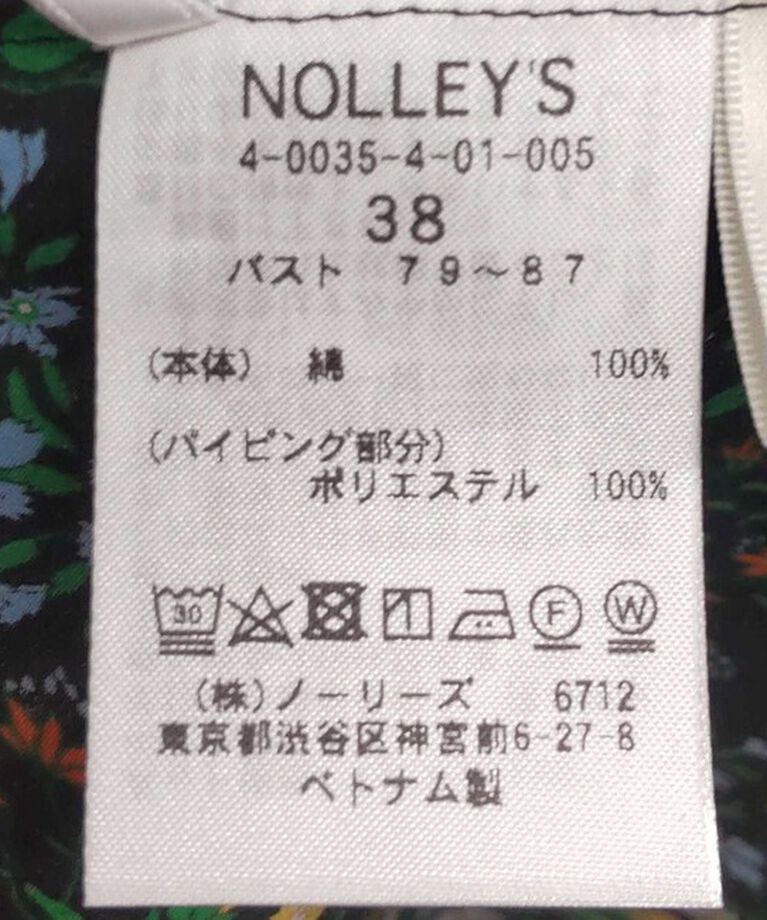 NOLLEY'S
4-0035-4-01-005
38
バスト 79～87
(本体) 綿 100%
(パイピング部分)
ポリエステル 100%
30 F W
(株)ノーリーズ 6712
東京都渋谷区神宮前6-27-8
ベトナム製